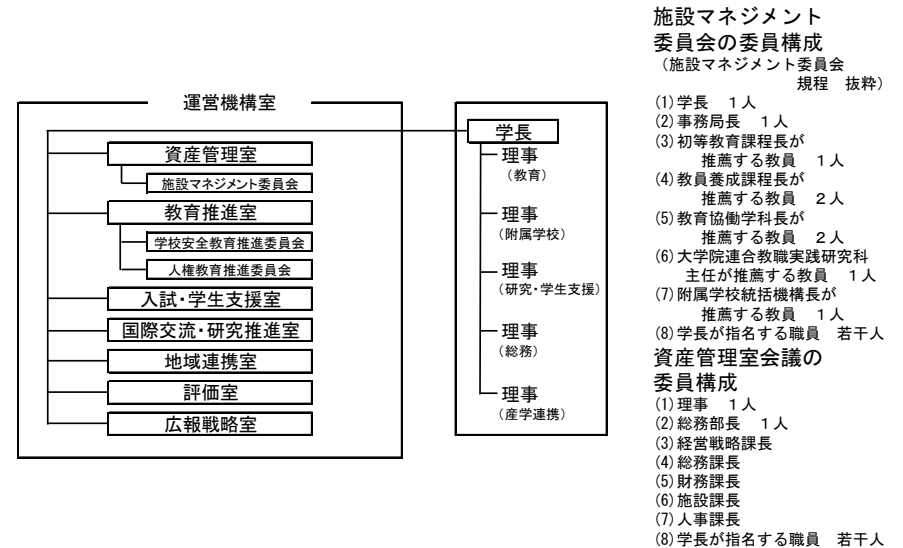 運営機構室
資産管理室
施設マネジメント委員会
教育推進室
学校安全教育推進委員会
人権教育推進委員会
入試・学生支援室
国際交流・研究推進室
地域連携室
評価室
広報戦略室
学長
理事
（教育）
理事
（附属学校）
理事
（研究・学生支援）
理事
（総務）
理事
（産学連携）
施設マネジメント
委員会の委員構成
（施設マネジメント委員会
規程　抜粋）
(1)学長　１人
(2)事務局長　１人
(3)初等教育課程長が
推薦する教員　１人
(4)教員養成課程長が
推薦する教員　２人
(5)教育協働学科長が
推薦する教員　２人
(6)大学院連合教職実践研究科
主任が推薦する教員　１人
(7)附属学校統括機構長が
推薦する教員　１人
(8)学長が指名する職員　若干人
資産管理室会議の
委員構成
(1)理事　１人
(2)総務部長　１人
(3)経営戦略課長
(4)総務課長
(5)財務課長
(6)施設課長
(7)人事課長
(8)学長が指名する職員　若干人